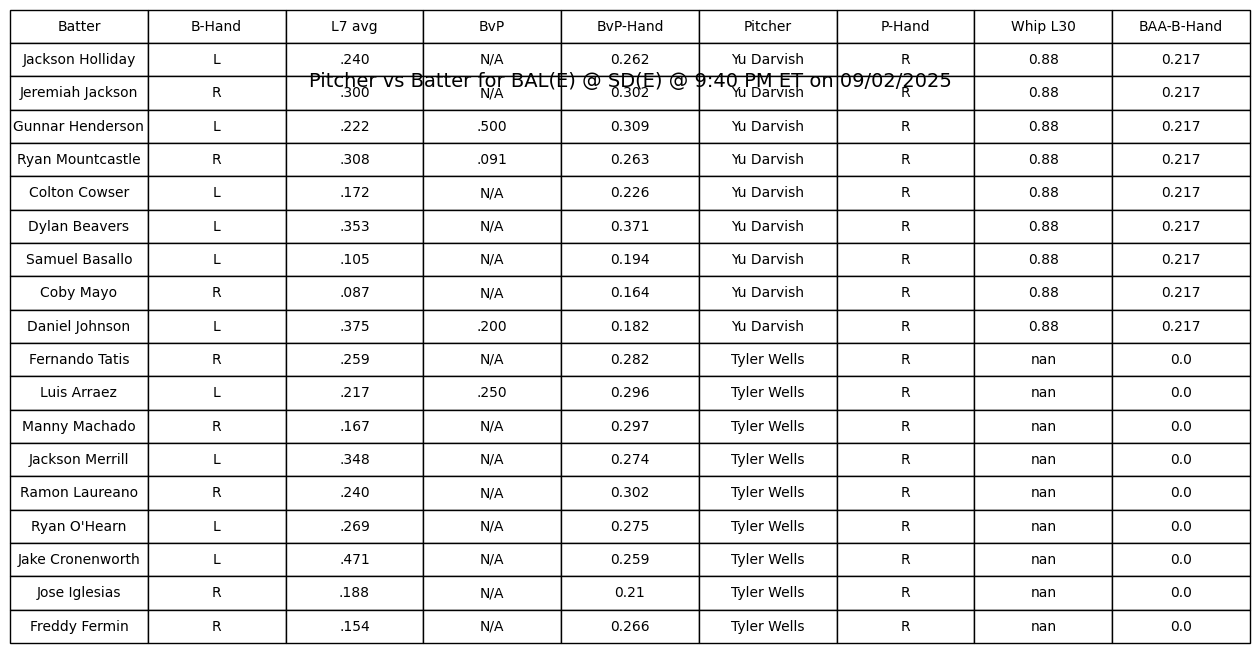 Batter B-Hand L7 avg BvP BvP-Hand Pitcher P-Hand Whip L30 BAA-B-Hand
Jackson Holliday L .240 N/A 0.262 Yu Darvish R 0.88 0.217
Pitcher vs Batter for BAL(E) @ SD(E) @ 9:40 PM ET on 09/02/2025
Jeremiah Jackson R .300 N/A 0.302 Yu Darvish R 0.88 0.217
Gunnar Henderson L .222 .500 0.309 Yu Darvish R 0.88 0.217
Ryan Mountcastle R .308 .091 0.263 Yu Darvish R 0.88 0.217
Colton Cowser L .172 N/A 0.226 Yu Darvish R 0.88 0.217
Dylan Beavers L .353 N/A 0.371 Yu Darvish R 0.88 0.217
Samuel Basallo L .105 N/A 0.194 Yu Darvish R 0.88 0.217
Coby Mayo R .087 N/A 0.164 Yu Darvish R 0.88 0.217
Daniel Johnson L .375 .200 0.182 Yu Darvish R 0.88 0.217
Fernando Tatis R .259 N/A 0.282 Tyler Wells R nan 0.0
Luis Arraez L .217 .250 0.296 Tyler Wells R nan 0.0
Manny Machado R .167 N/A 0.297 Tyler Wells R nan 0.0
Jackson Merrill L .348 N/A 0.274 Tyler Wells R nan 0.0
Ramon Laureano R .240 N/A 0.302 Tyler Wells R nan 0.0
Ryan O'Hearn L .269 N/A 0.275 Tyler Wells R nan 0.0
Jake Cronenworth L .471 N/A 0.259 Tyler Wells R nan 0.0
Jose Iglesias R .188 N/A 0.21 Tyler Wells R nan 0.0
Freddy Fermin R .154 N/A 0.266 Tyler Wells R nan 0.0